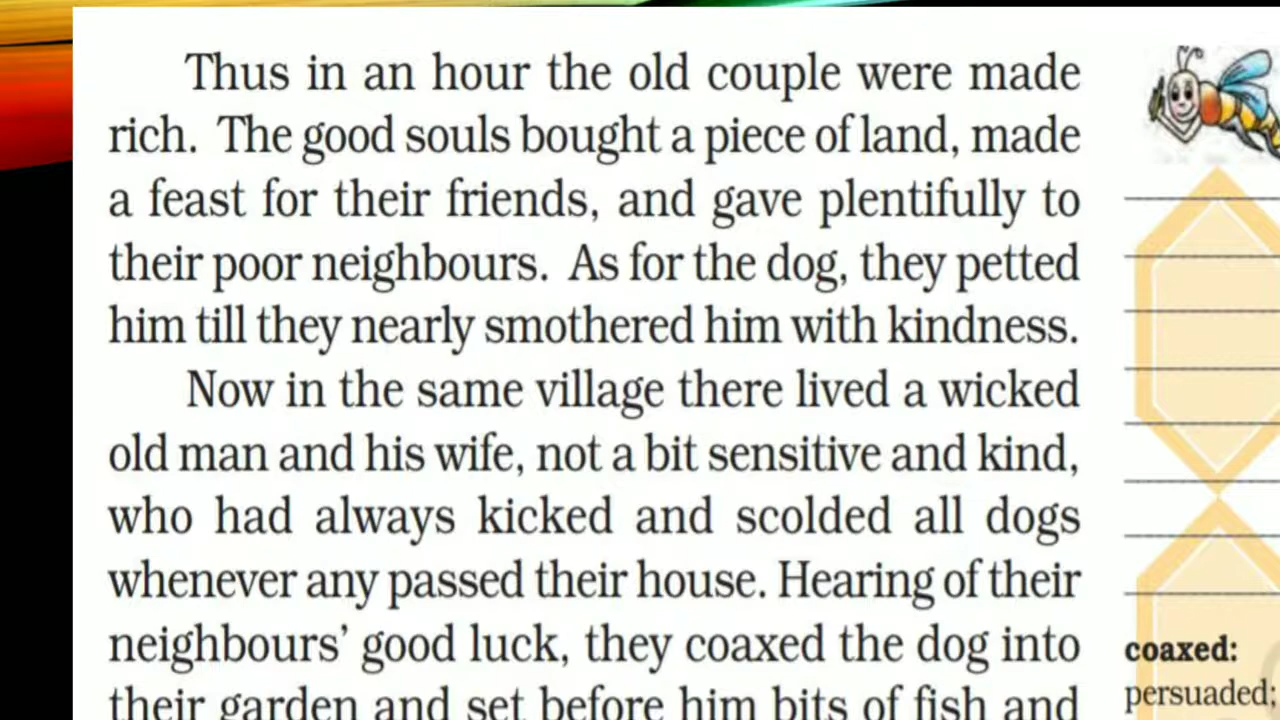 Thus in an hour the old couple were made
rich. The good souls bought a piece of land, made
a feast for their friends, and gave plentifully to
their poor neighbours. As for the dog, they petted
him till they nearly smothered him with kindness.
Now in the same village there lived a wicked
old man and his wife, not a bit sensitive and kind,
who had always kicked and scolded all dogs
whenever any passed their house. Hearing of their
neighbours’ good luck, they coaxed the dog into
their garden and set before him bits of fish and
coaxed:
persuaded;